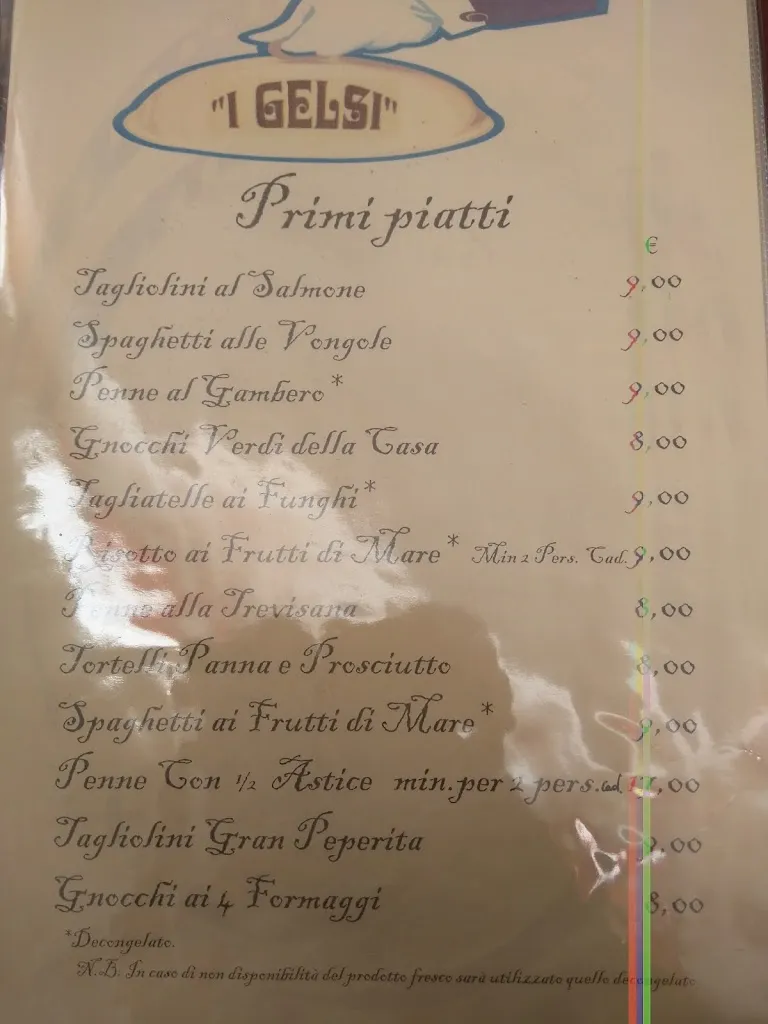 "I GELSI"
Primi piatti
€
Tagliolini al Salmone 9,00
Spaghetti alle Vongole 9,00
Penne al Gambero* 9,00
Gnocchi Verdi della Casa 8,00
Tagliatelle ai Funghi* 9,00
Risotto ai Frutti di Mare* Min 2 Pers. Cad. 9,00
Penne alla Trevisana 8,00
Tortelli Panna e Prosciutto 8,00
Spaghetti ai Frutti di Mare* 9,00
Penne Con 1/2 Astice min.per 2 pers.cad
Tagliolini Gran Peperita
Gnocchi ai 4 Formaggi 8,00
*Decongelato.
N.B: In caso di non disponibilità del prodotto fresco sarà utilizzato quello decongelato